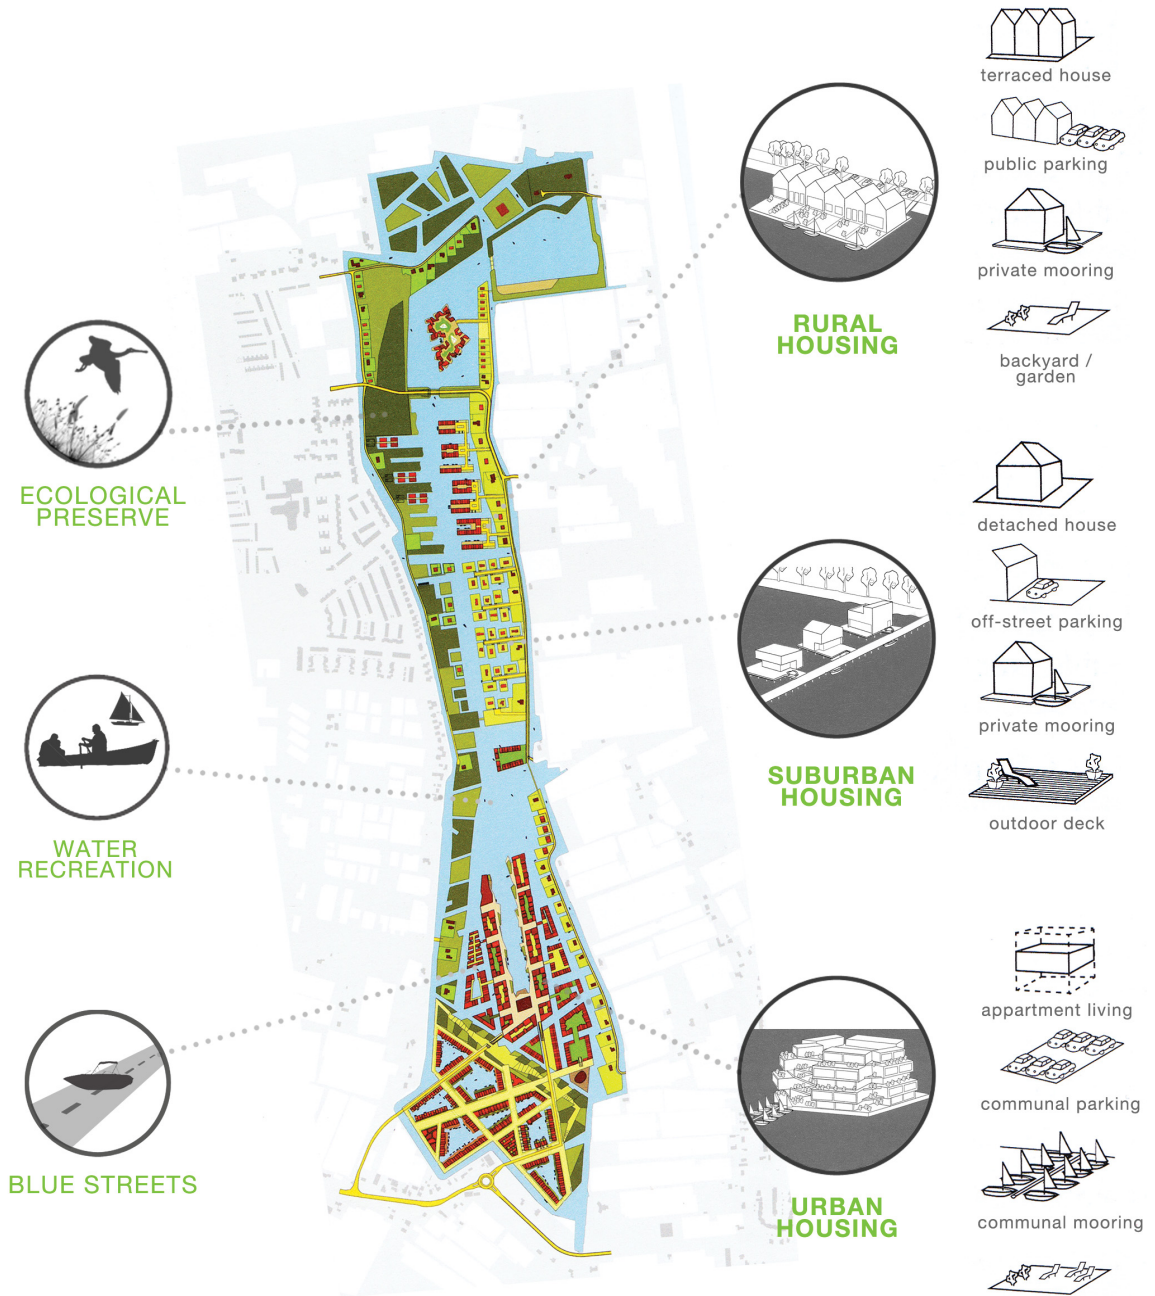 terraced house
public parking
private mooring
RURAL
HOUSING
backyard /
garden
ECOLOGICAL
PRESERVE
detached house
off-street parking
private mooring
SUBURBAN
HOUSING
outdoor deck
WATER
RECREATION
appartment living
communal parking
BLUE STREETS
URBAN
HOUSING
communal mooring